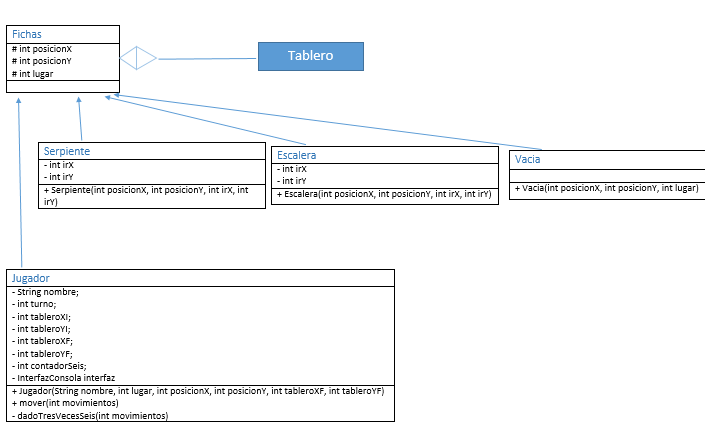 Fichas
# int posicionX
# int posicionY
# int lugar
Tablero
Serpiente
- int irX
- int irY
+ Serpiente(int posicionX, int posicionY, int irX, int
irY)
Escalera
- int irX
- int irY
+ Escalera(int posicionX, int posicionY, int irX, int irY)
Vacia
+ Vacia(int posicionX, int posicionY, int lugar)
Jugador
- String nombre;
- int turno;
- int tableroXI;
- int tableroYI;
- int tableroXF;
- int tableroYF;
- int contadorSeis;
- InterfazConsola interfaz
+ Jugador(String nombre, int lugar, int posicionX, int posicionY, int tableroXF, int tableroYF)
+ mover(int movimientos)
- dadoTresVecesSeis(int movimientos)